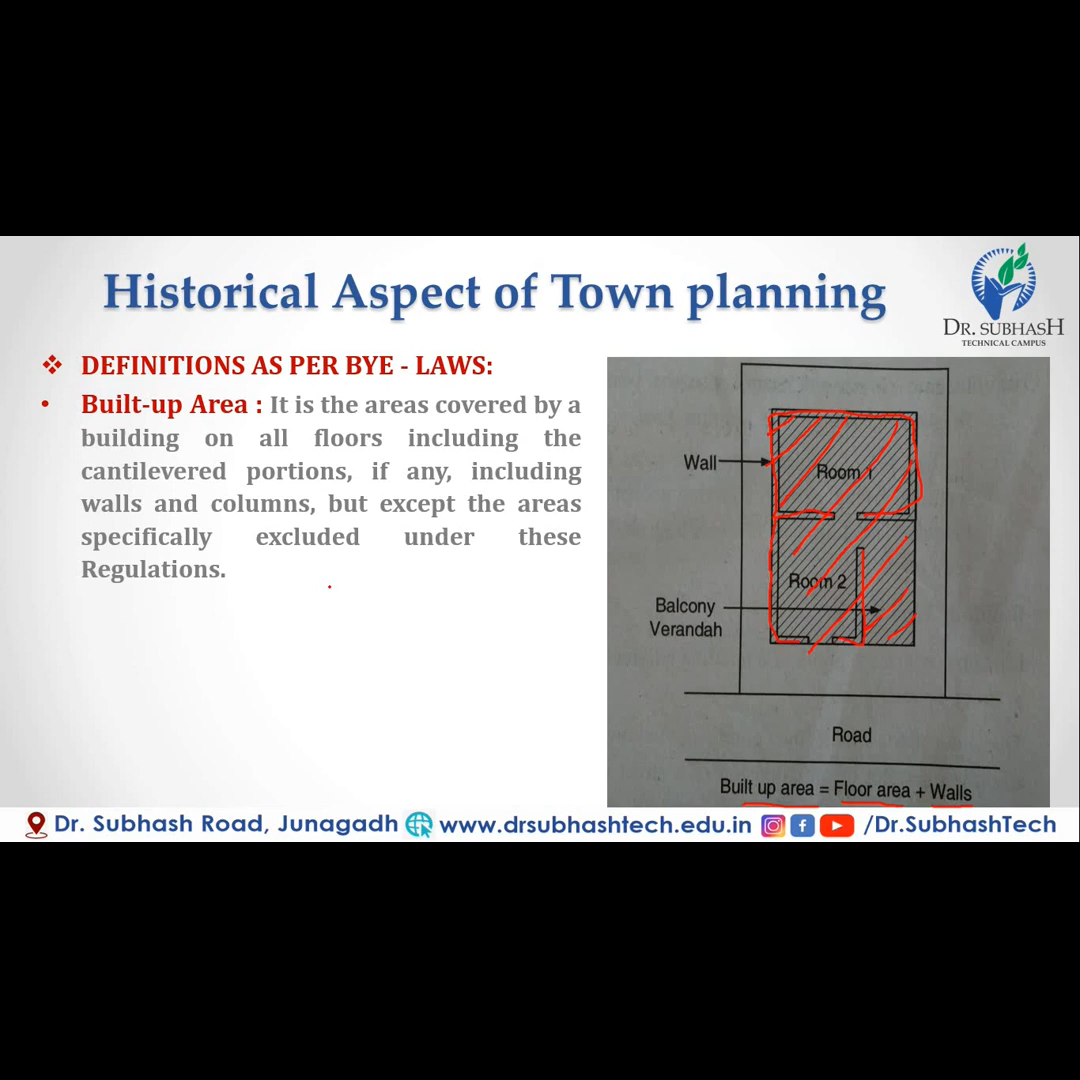 Historical Aspect of Town planning
DR. SUBHASH
TECHNICAL CAMPUS
❖ DEFINITIONS AS PER BYE - LAWS:
• Built-up Area : It is the areas covered by a
building on all floors including the
cantilevered portions, if any, including
walls and columns, but except the areas
specifically excluded under these
Regulations.
Wall
Room 1
Room 2
Balcony
Verandah
Road
Built up area = Floor area + Walls
Dr. Subhash Road, Junagadh www.drsubhashtech.edu.in /Dr.SubhashTech